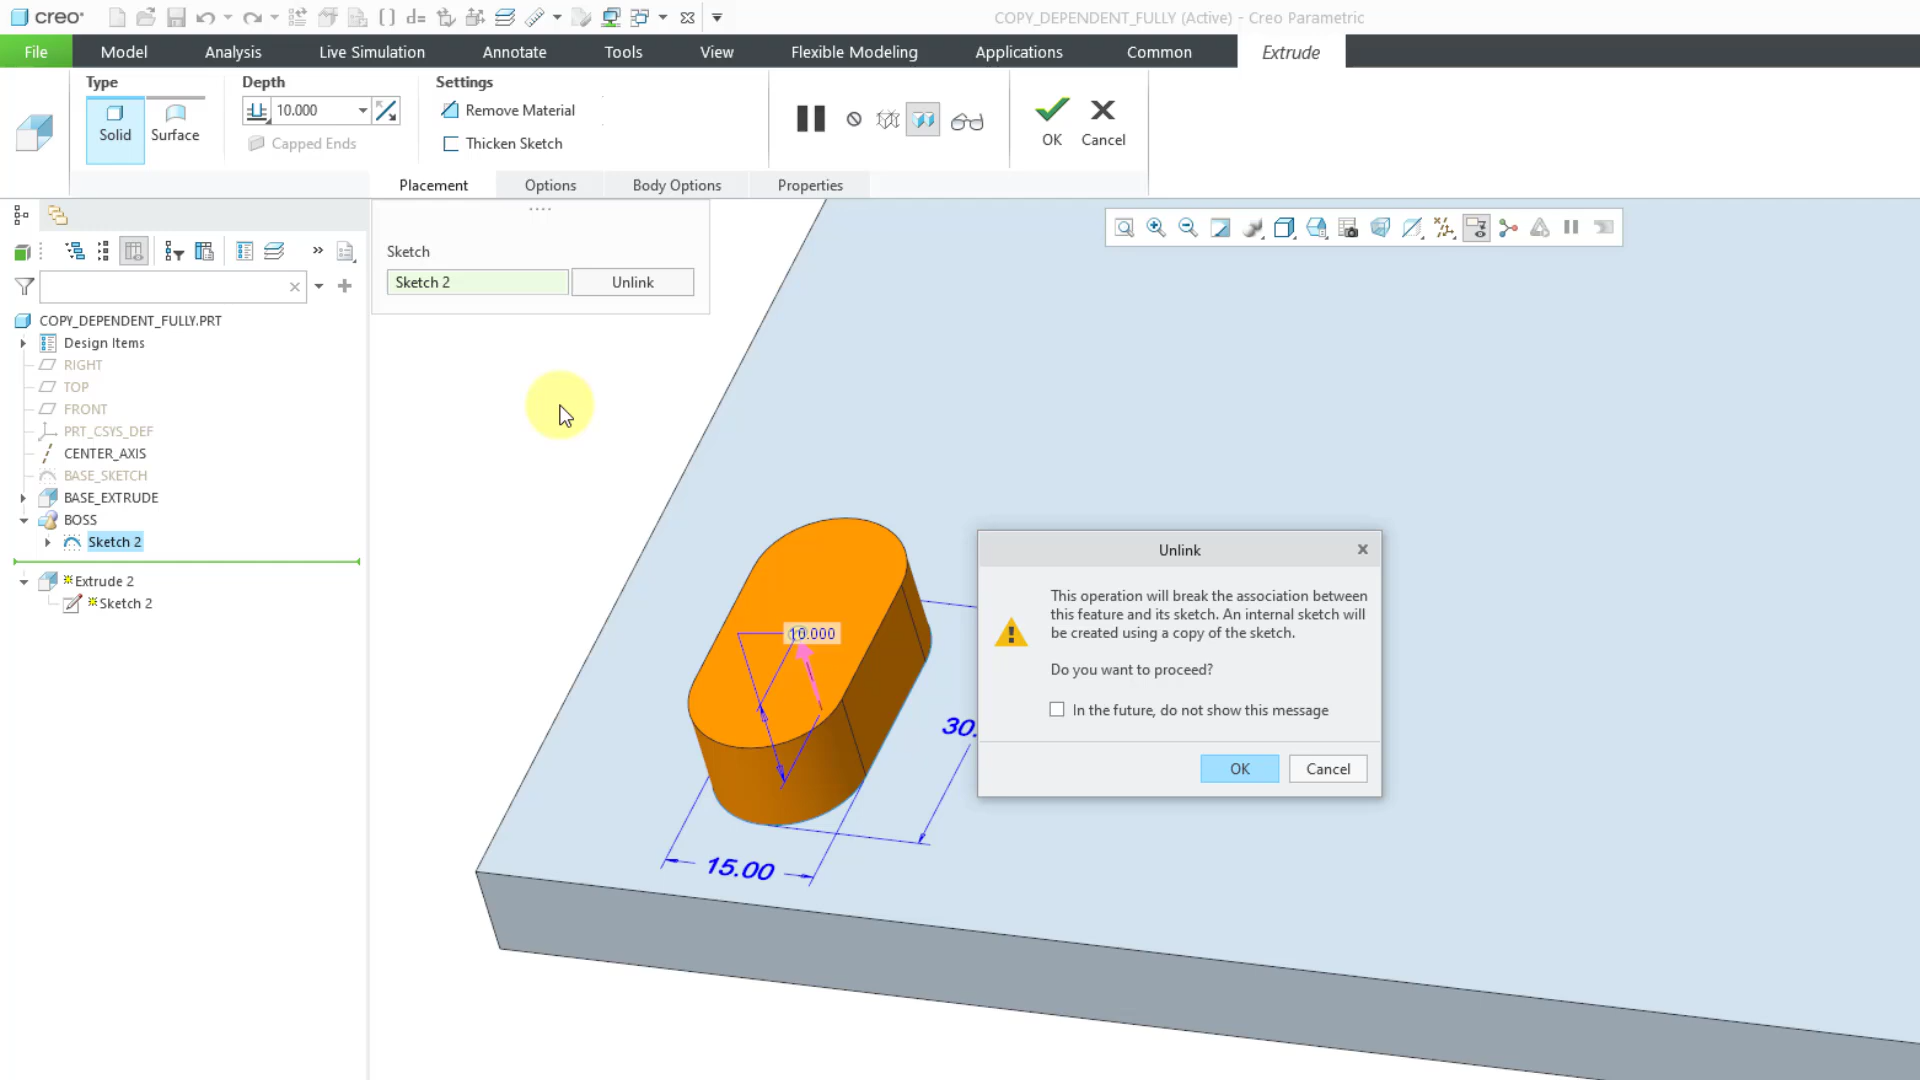 creo
COPY_DEPENDENT_FULLY (Active) - Creo Parametric
File Model Analysis Live Simulation Annotate Tools View Flexible Modeling Applications Common Extrude
Type Depth Settings
Solid Surface 10.000 Remove Material
Capped Ends Thicken Sketch
OK Cancel
Placement Options Body Options Properties
Sketch
Sketch 2 Unlink
COPY_DEPENDENT_FULLY.PRT
Design Items
RIGHT
TOP
FRONT
PRT_CSYS_DEF
CENTER_AXIS
BASE_SKETCH
BASE_EXTRUDE
BOSS
Sketch 2
Extrude 2
Sketch 2
10.000
30.
15.00
Unlink
This operation will break the association between
this feature and its sketch. An internal sketch will
be created using a copy of the sketch.
Do you want to proceed?
In the future, do not show this message
OK Cancel